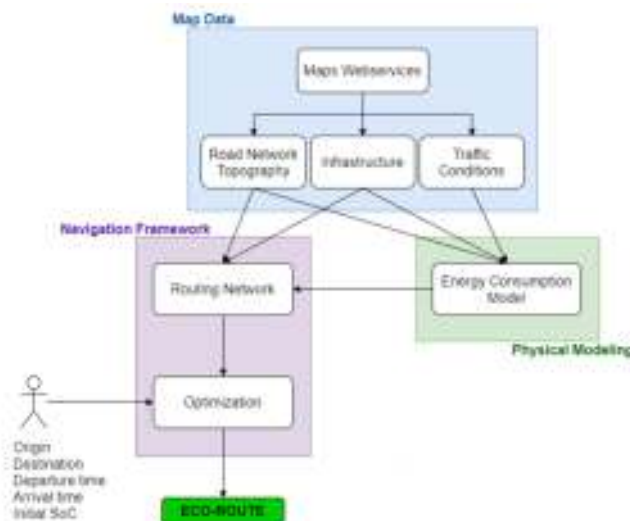 Map Data
Maps Webservices
Road Network
Topography
Infrastructure
Traffic
Conditions
Navigation Framework
Routing Network
Energy Consumption
Model
Physical Modeling
Optimization
Origin
Destination
Departure time
Arrival time
Initial SoC
ECO-ROUTE